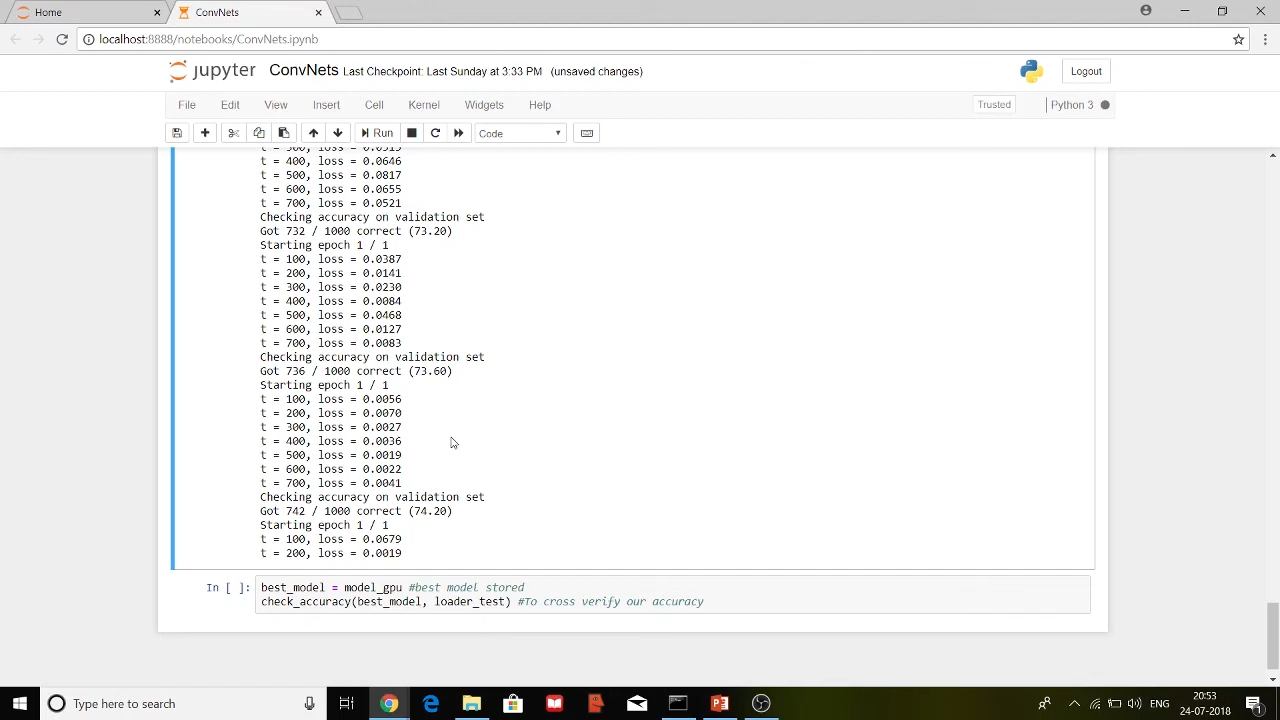 Home
ConvNets
localhost:8888/notebooks/ConvNets.ipynb
jupyter ConvNets Last Checkpoint: Last Sunday at 3:33 PM (unsaved changes) Logout
File Edit View Insert Cell Kernel Widgets Help Trusted Python 3
Run Code
t = 400, loss = 0.0646
t = 500, loss = 0.0817
t = 600, loss = 0.0655
t = 700, loss = 0.0521
Checking accuracy on validation set
Got 732 / 1000 correct (73.20)
Starting epoch 1 / 1
t = 100, loss = 0.0387
t = 200, loss = 0.0141
t = 300, loss = 0.0230
t = 400, loss = 0.0084
t = 500, loss = 0.0468
t = 600, loss = 0.0127
t = 700, loss = 0.0083
Checking accuracy on validation set
Got 736 / 1000 correct (73.60)
Starting epoch 1 / 1
t = 100, loss = 0.0056
t = 200, loss = 0.0070
t = 300, loss = 0.0027
t = 400, loss = 0.0036
t = 500, loss = 0.0019
t = 600, loss = 0.0022
t = 700, loss = 0.0041
Checking accuracy on validation set
Got 742 / 1000 correct (74.20)
Starting epoch 1 / 1
t = 100, loss = 0.0679
t = 200, loss = 0.0019
In [ ]: best_model = model_gpu #best model stored
check_accuracy(best_model, loader_test) #To cross verify our accuracy
Type here to search
ENG
20:53
24-07-2018
1